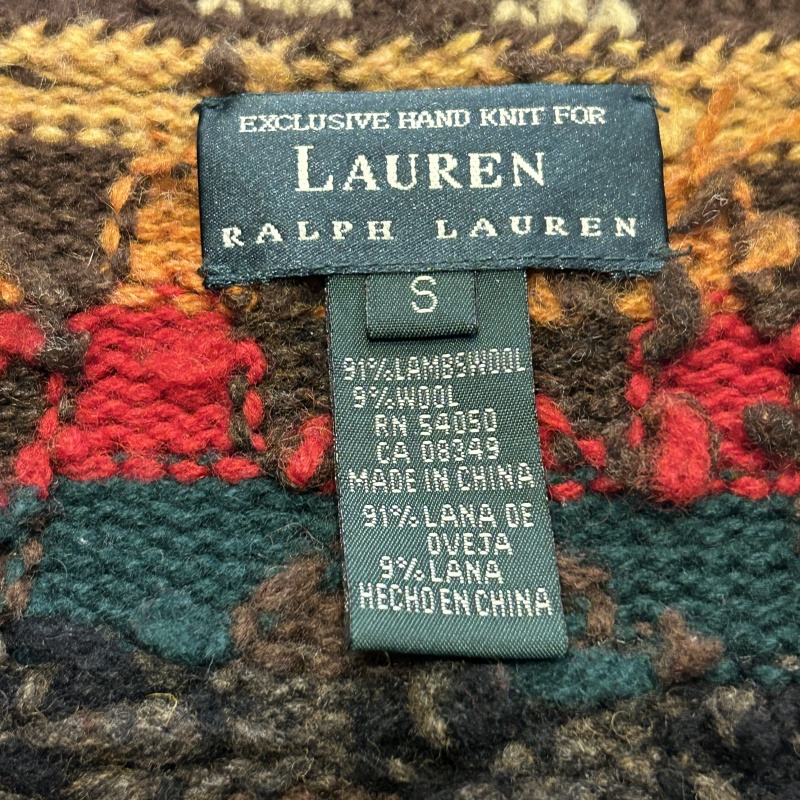 EXCLUSIVE HAND KNIT FOR
LAUREN
RALPH LAUREN
S
91% LAMBSWOOL
9% WOOL
RN 54050
CA 08349
MADE IN CHINA
91% LANA DE
OVEJA
9% LANA
HECHO EN CHINA